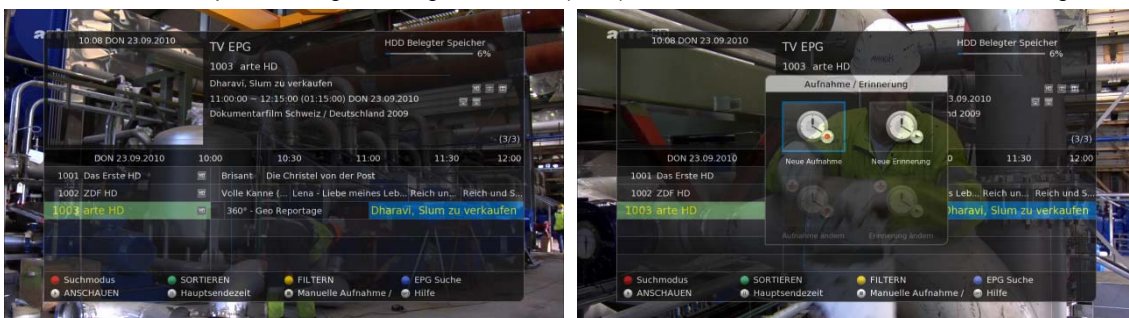 10:08 DON 23.09.2010
TV EPG
HDD Belegter Speicher
6%
1003 arte HD
Dharavi, Slum zu verkaufen
11:00:00 ~ 12:15:00 (01:15:00) DON 23.09.2010
Dokumentarfilm Schweiz / Deutschland 2009
(3/3)
DON 23.09.2010 10:00 10:30 11:00 11:30 12:00
1001 Das Erste HD Brisant Die Christel von der Post
1002 ZDF HD Volle Kanne (... Lena - Liebe meines Leb... Reich un... Reich und S...
1003 arte HD 360° - Geo Reportage Dharavi, Slum zu verkaufen
Suchmodus SORTIEREN FILTERN EPG Suche
ANSCHAUEN Hauptsendezeit Manuelle Aufnahme / Hilfe
10:08 DON 23.09.2010
TV EPG
HDD Belegter Speicher
6%
1003 arte HD
Aufnahme / Erinnerung
3.09.2010
nd 2009
(3/3)
Neue Aufnahme Neue Erinnerung
DON 23.09.2010 0 11:30 12:00
1001 Das Erste HD
1002 ZDF HD s Leb... Reich un... Reich und S...
1003 arte HD Dharavi, Slum zu verkaufen
Aufnahme ändern Erinnerung ändern
Suchmodus SORTIEREN FILTERN EPG Suche
ANSCHAUEN Hauptsendezeit Manuelle Aufnahme / Hilfe